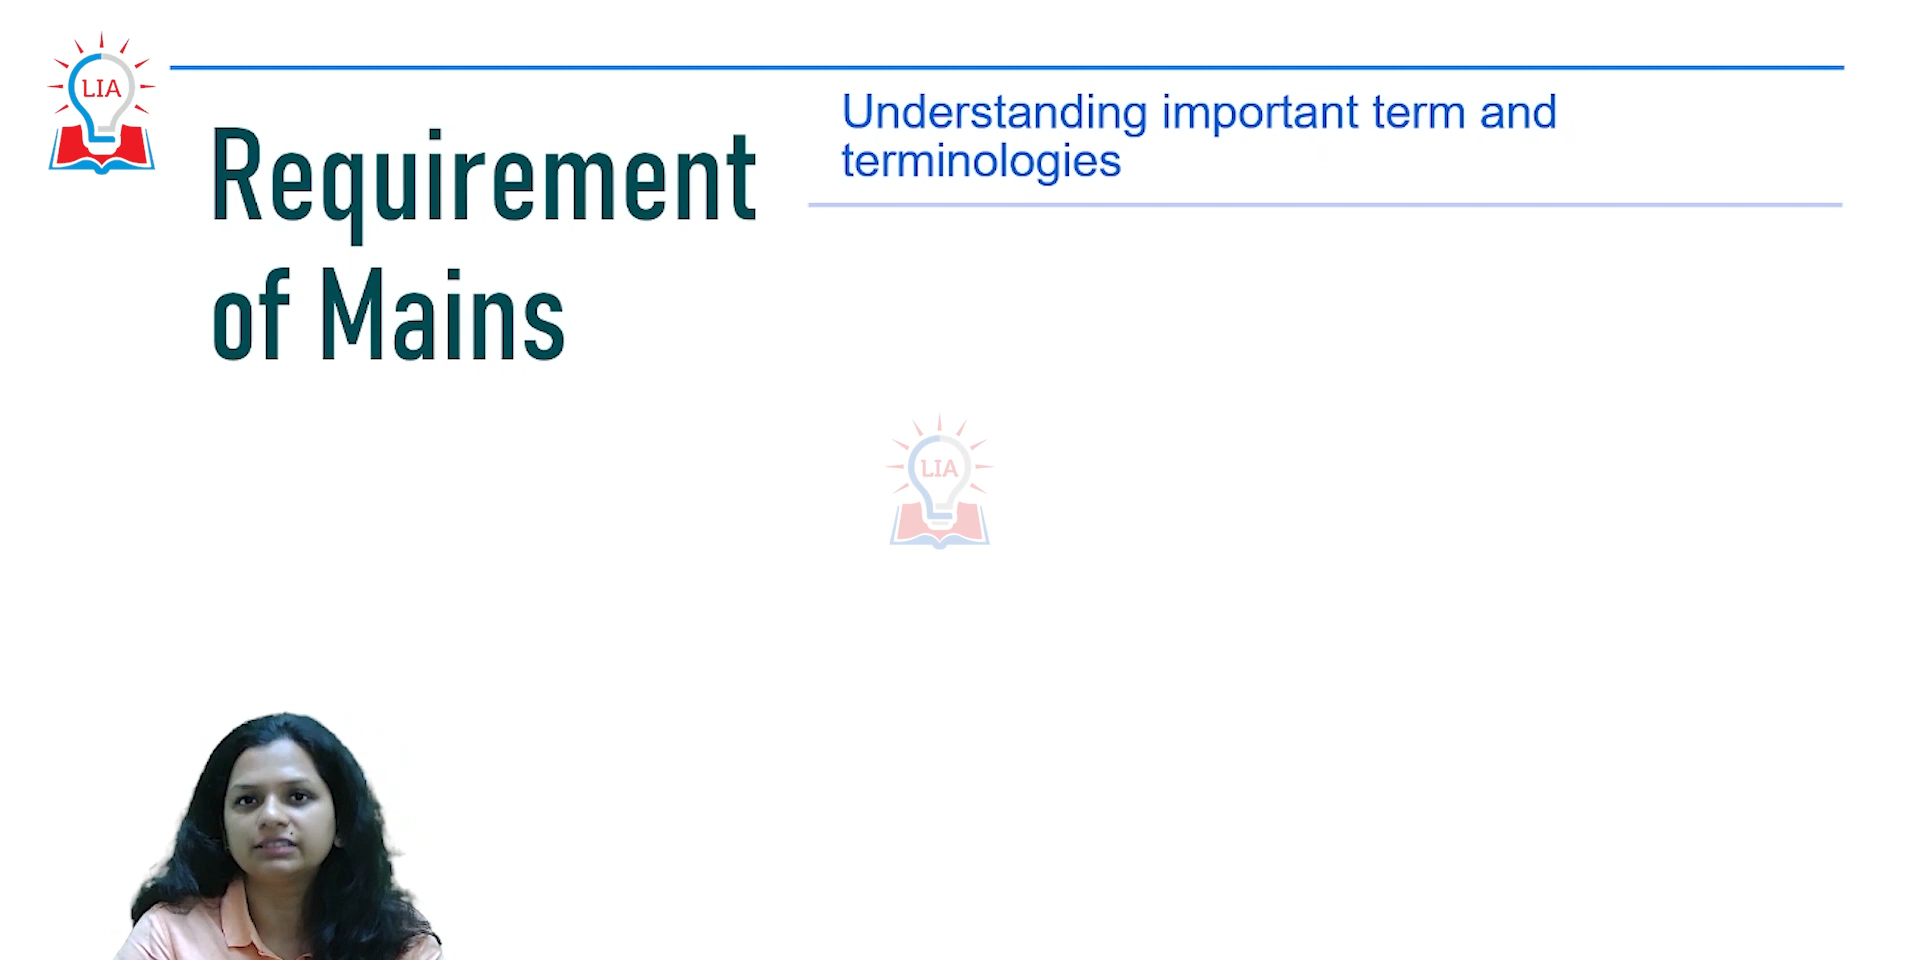 LIA
Requirement
of Mains
Understanding important term and
terminologies
LIA